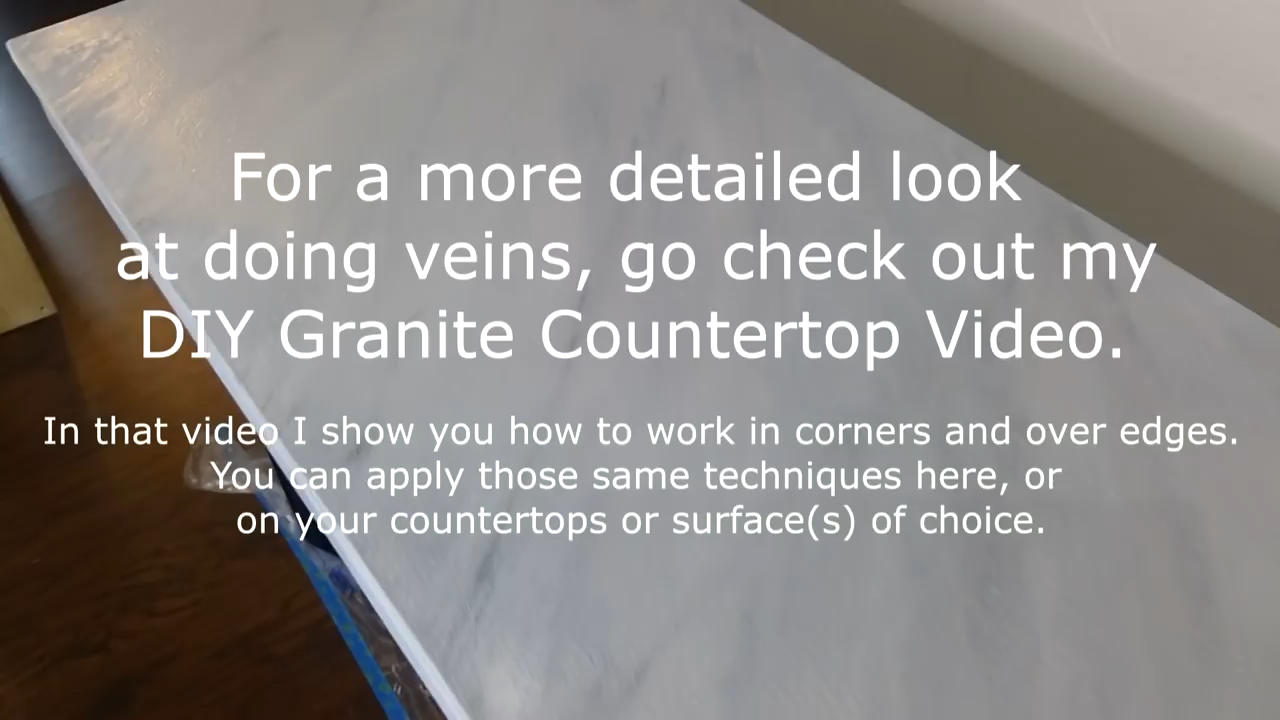 For a more detailed look
at doing veins, go check out my
DIY Granite Countertop Video.
In that video I show you how to work in corners and over edges.
You can apply those same techniques here, or
on your countertops or surface(s) of choice.